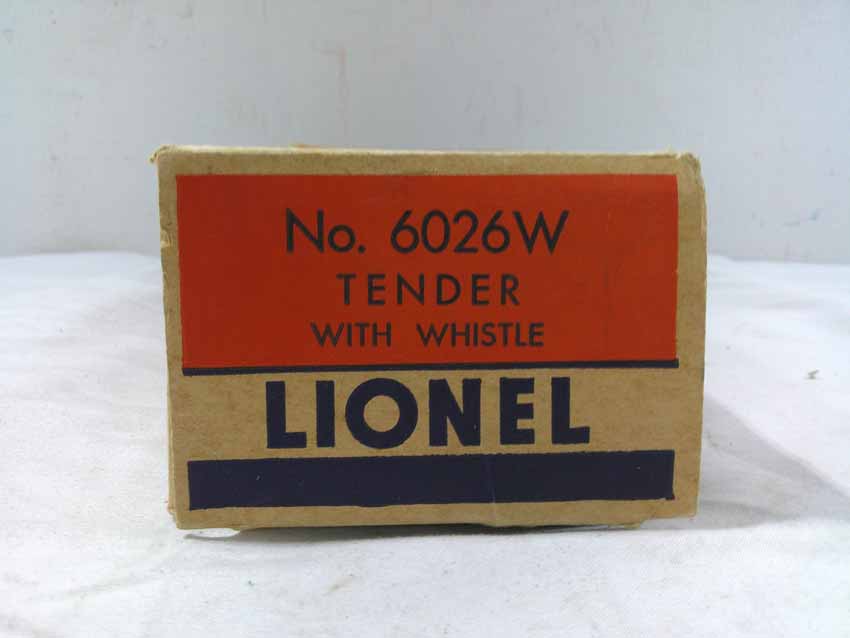 No. 6026W
TENDER
WITH WHISTLE
LIONEL